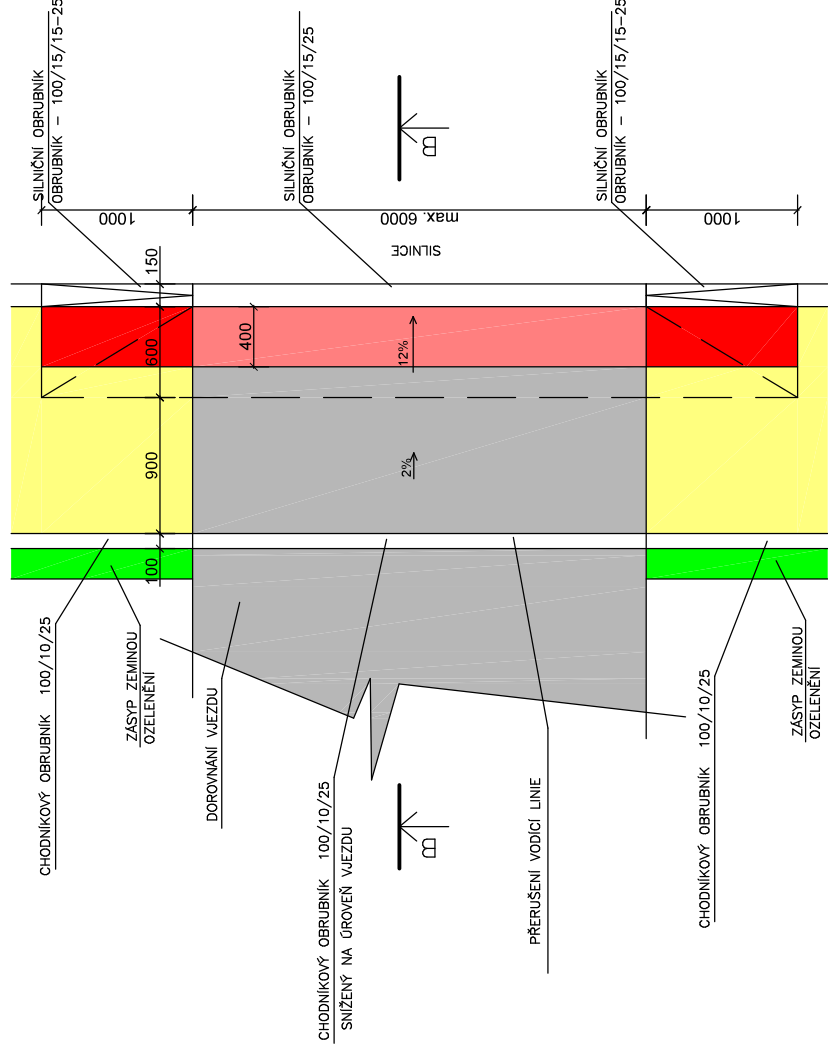 SILNIČNÍ OBRUBNÍK
OBRUBNÍK - 100/15/15-25
SILNIČNÍ OBRUBNÍK
OBRUBNÍK - 100/15/25
SILNIČNÍ OBRUBNÍK
OBRUBNÍK - 100/15/15-25
B
1000
max. 6000
1000
SILNICE
150
600
400
12%
900
2%
100
CHODNÍKOVÝ OBRUBNÍK 100/10/25
ZÁSYP ZEMINOU
OZELENĚNÍ
DOROVNÁNÍ VJEZDU
CHODNÍKOVÝ OBRUBNÍK 100/10/25
SNÍŽENÝ NA ÚROVEŇ VJEZDU
B
PŘERUŠENÍ VODÍCÍ LINIE
CHODNÍKOVÝ OBRUBNÍK 100/10/25
ZÁSYP ZEMINOU
OZELENĚNÍ